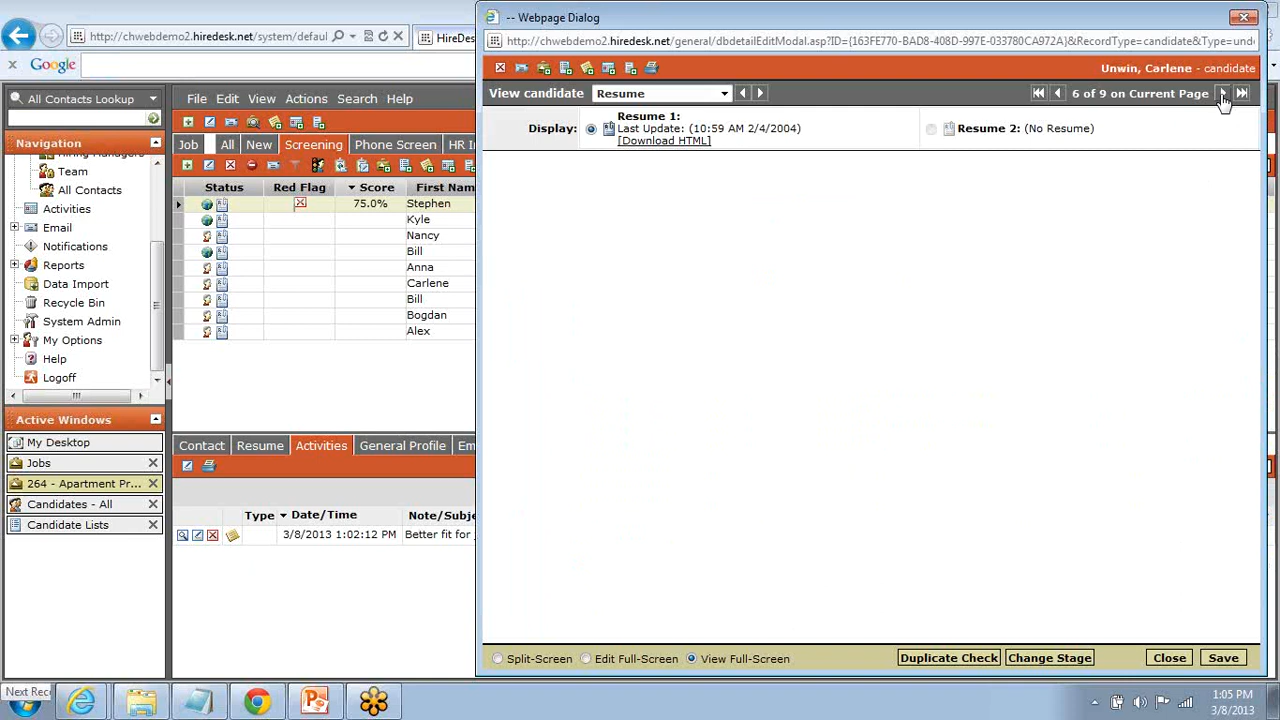 -- Webpage Dialog
http://chwebdemo2.hiredesk.net/system/defaul
HireDes
http://chwebdemo2.hiredesk.net/general/dbdetailEditModal.asp?ID={163FE770-BAD8-408D-997E-033780CA972A}&RecordType=candidate&Type=und
Google
Unwin, Carlene - candidate
All Contacts Lookup
File Edit View Actions Search Help
View candidate Resume 6 of 9 on Current Page
Display: Resume 1:
Last Update: (10:59 AM 2/4/2004)
[Download HTML]
Resume 2: (No Resume)
Navigation
Team
All Contacts
Activities
Email
Notifications
Reports
Data Import
Recycle Bin
System Admin
My Options
Help
Logoff
Job All New Screening Phone Screen HR In
Status Red Flag Score First Nam
75.0% Stephen
Kyle
Nancy
Bill
Anna
Carlene
Bill
Bogdan
Alex
Active Windows
My Desktop
Jobs
264 - Apartment Pr...
Candidates - All
Candidate Lists
Contact Resume Activities General Profile Em
Type Date/Time Note/Subje
3/8/2013 1:02:12 PM Better fit for
Split-Screen Edit Full-Screen View Full-Screen Duplicate Check Change Stage Close Save
Next Rec
1:05 PM
3/8/2013